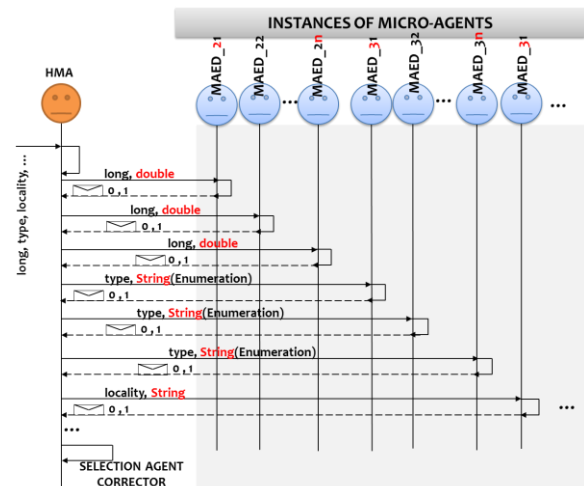 INSTANCES OF MICRO-AGENTS
HMA
MAED_21
MAED_22
...
MAED_2n
MAED_31
MAED_32
...
MAED_3n
MAED_31
...
long, type, locality, ...
long, double
0,1
long, double
0,1
long, double
0,1
type, String(Enumeration)
0,1
type, String(Enumeration)
0,1
type, String(Enumeration)
0,1
locality, String
...
0,1
...
SELECTION AGENT
CORRECTOR